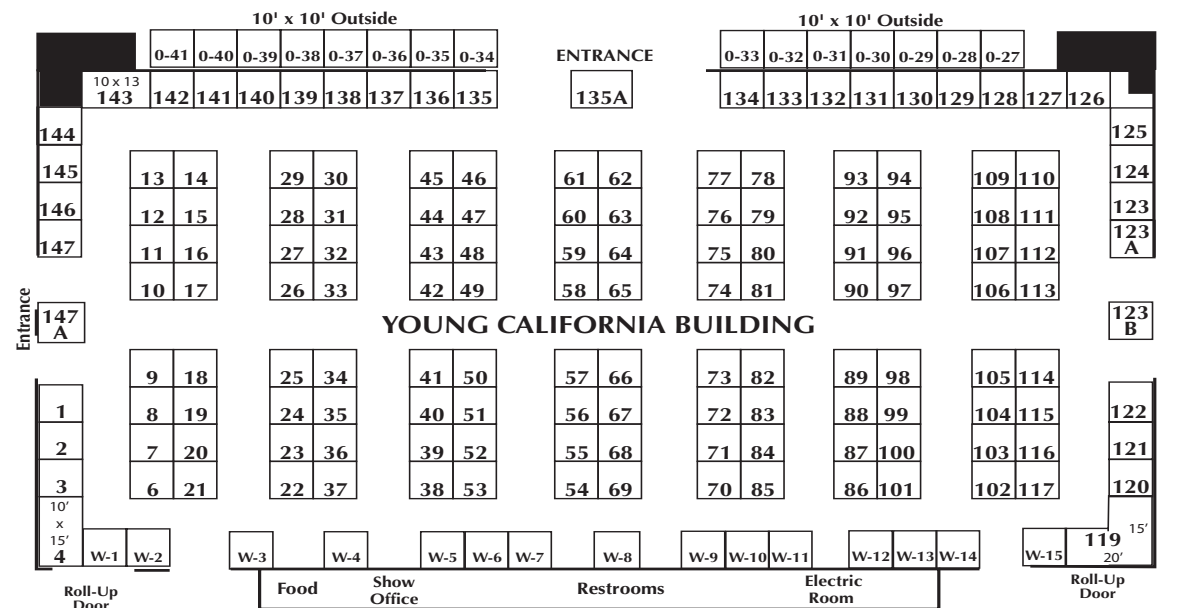 10' x 10' Outside 10' x 10' Outside
0-41 0-40 0-39 0-38 0-37 0-36 0-35 0-34 ENTRANCE 0-33 0-32 0-31 0-30 0-29 0-28 0-27
10 x 13
143 142 141 140 139 138 137 136 135 135A 134 133 132 131 130 129 128 127 126
144 125
145 13 14 29 30 45 46 61 62 77 78 93 94 109 110 124
146 12 15 28 31 44 47 60 63 76 79 92 95 108 111 123
147 11 16 27 32 43 48 59 64 75 80 91 96 107 112 123
A
10 17 26 33 42 49 58 65 74 81 90 97 106 113
Entrance
147 YOUNG CALIFORNIA BUILDING 123
A B
9 18 25 34 41 50 57 66 73 82 89 98 105 114
1 8 19 24 35 40 51 56 67 72 83 88 99 104 115 122
2 7 20 23 36 39 52 55 68 71 84 87 100 103 116 121
3 6 21 22 37 38 53 54 69 70 85 86 101 102 117 120
10'
x
15' 15'
4 W-1 W-2 W-3 W-4 W-5 W-6 W-7 W-8 W-9 W-10 W-11 W-12 W-13 W-14 W-15 119
20'
Roll-Up
Door
Food
Show
Office
Restrooms
Electric
Room
Roll-Up
Door